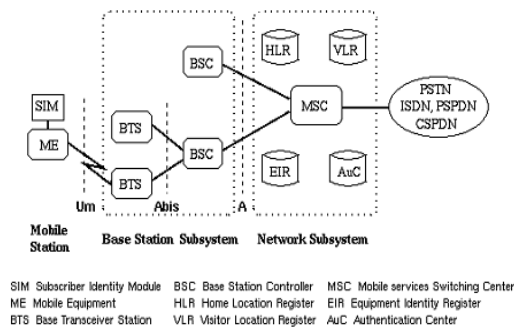 HLR VLR
BSC
PSTN
ISDN, PSPDN
CSPDN
SIM
MSC
ME
BTS
BSC
BTS
EIR AuC
Um Abis A
Mobile
Station
Base Station Subsystem Network Subsystem
SIM Subscriber Identity Module BSC Base Station Controller MSC Mobile services Switching Center
ME Mobile Equipment HLR Home Location Register EIR Equipment Identity Register
BTS Base Transceiver Station VLR Visitor Location Register AuC Authentication Center